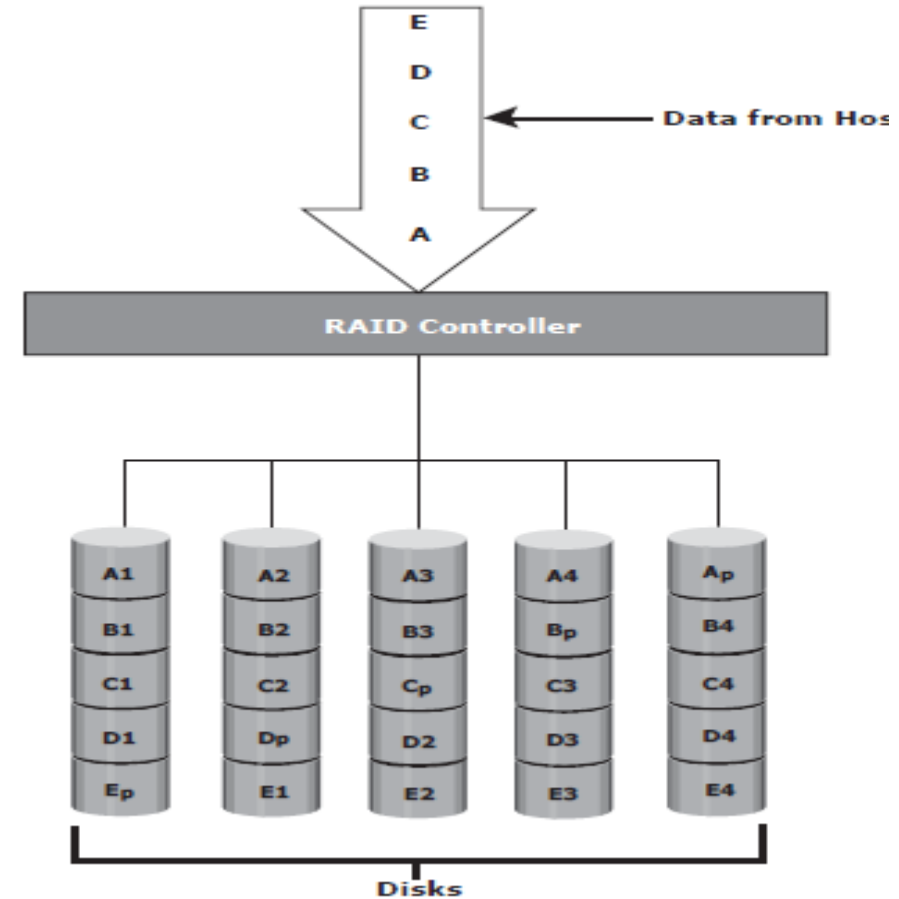 E
D
C
Data from Hos
B
A
RAID Controller
A1 A2 A3 A4 Ap
B1 B2 B3 Bp B4
C1 C2 Cp C3 C4
D1 Dp D2 D3 D4
Ep E1 E2 E3 E4
Disks